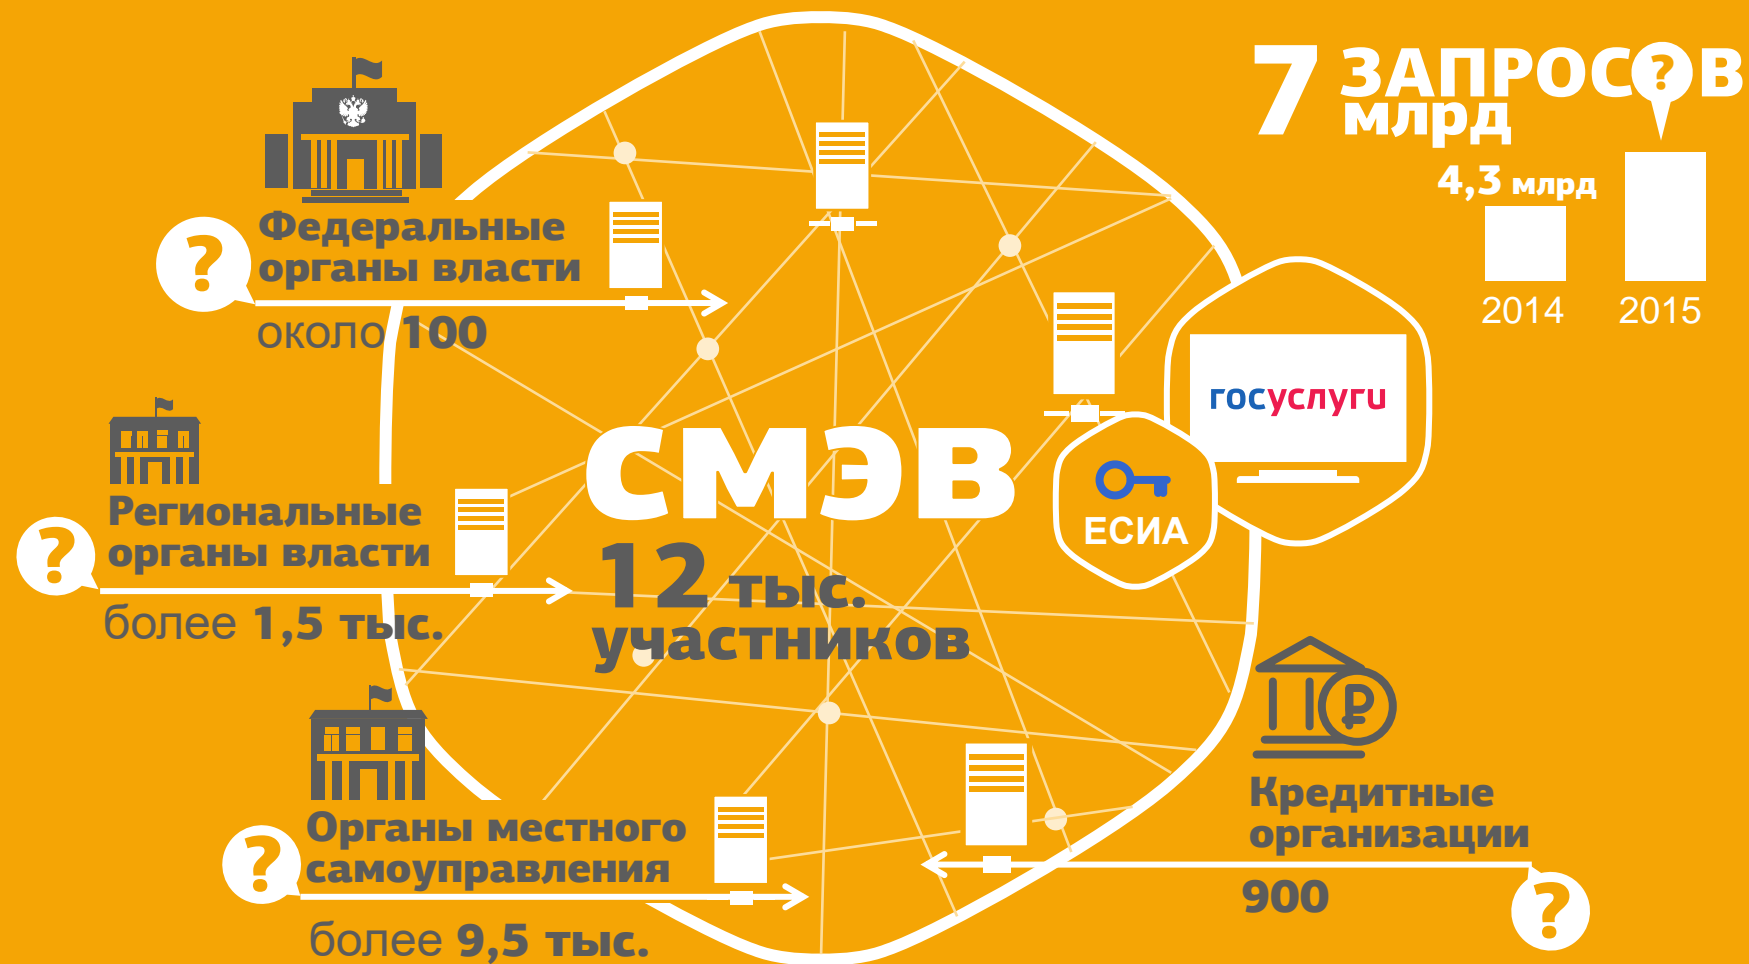 7 ЗАПРОСОВ
млрд
4,3 млрд
2014 2015
?
Федеральные
органы власти
около 100
госуслуги
СМЭВ
12 тыс.
участников
ЕСИА
Региональные
органы власти
?
более 1,5 тыс.
Органы местного
самоуправления
?
более 9,5 тыс.
Кредитные
организации
900
?